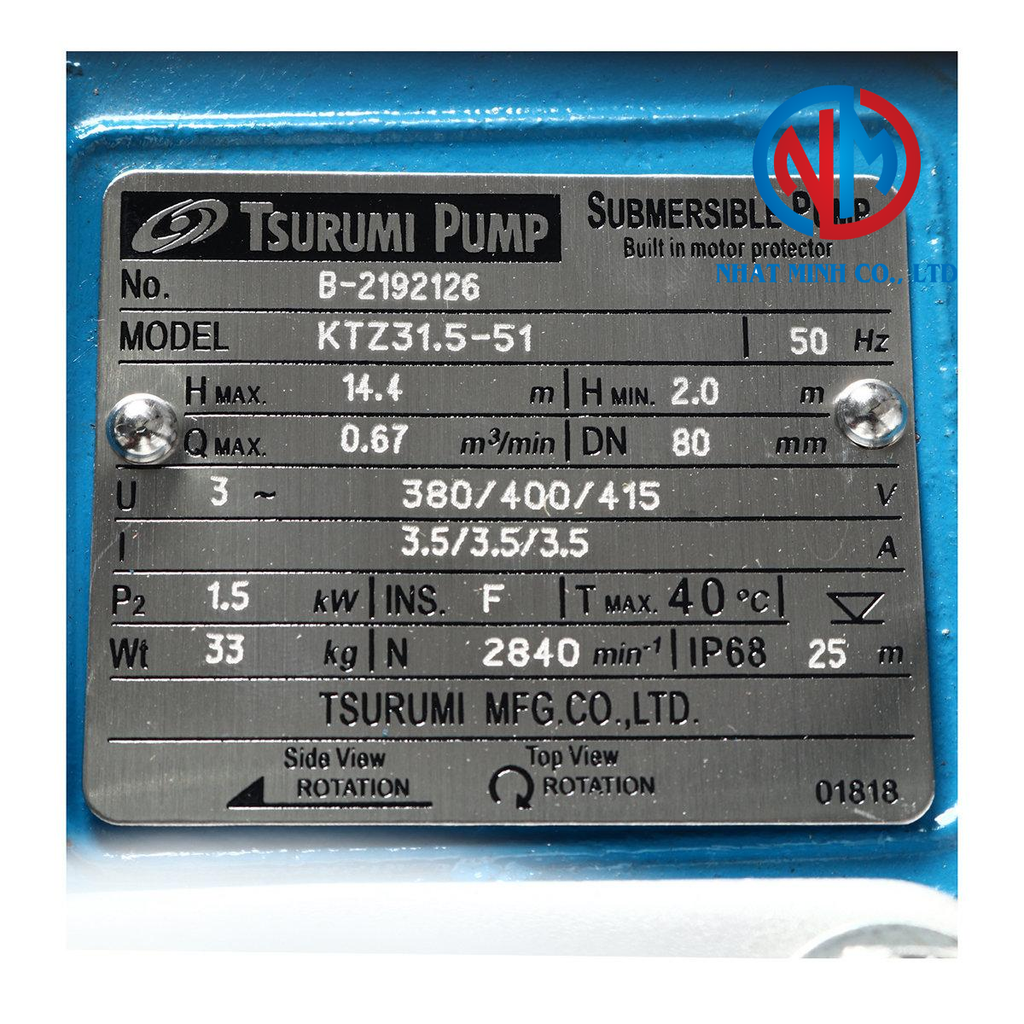 TSURUMI PUMP SUBMERSIBLE PUMP
Built in motor protector
NM
NHAT MINH CO., LTD
No. B-2192126
MODEL KTZ31.5-51 50 Hz
H MAX. 14.4 m H MIN. 2.0 m
Q MAX. 0.67 m³/min DN 80 mm
U 3 ~ 380/400/415 V
I 3.5/3.5/3.5 A
P2 1.5 kW INS. F T MAX. 40 °C
Wt 33 kg N 2840 min⁻¹ IP68 25 m
TSURUMI MFG.CO.,LTD.
Side View Top View
ROTATION ROTATION 01818